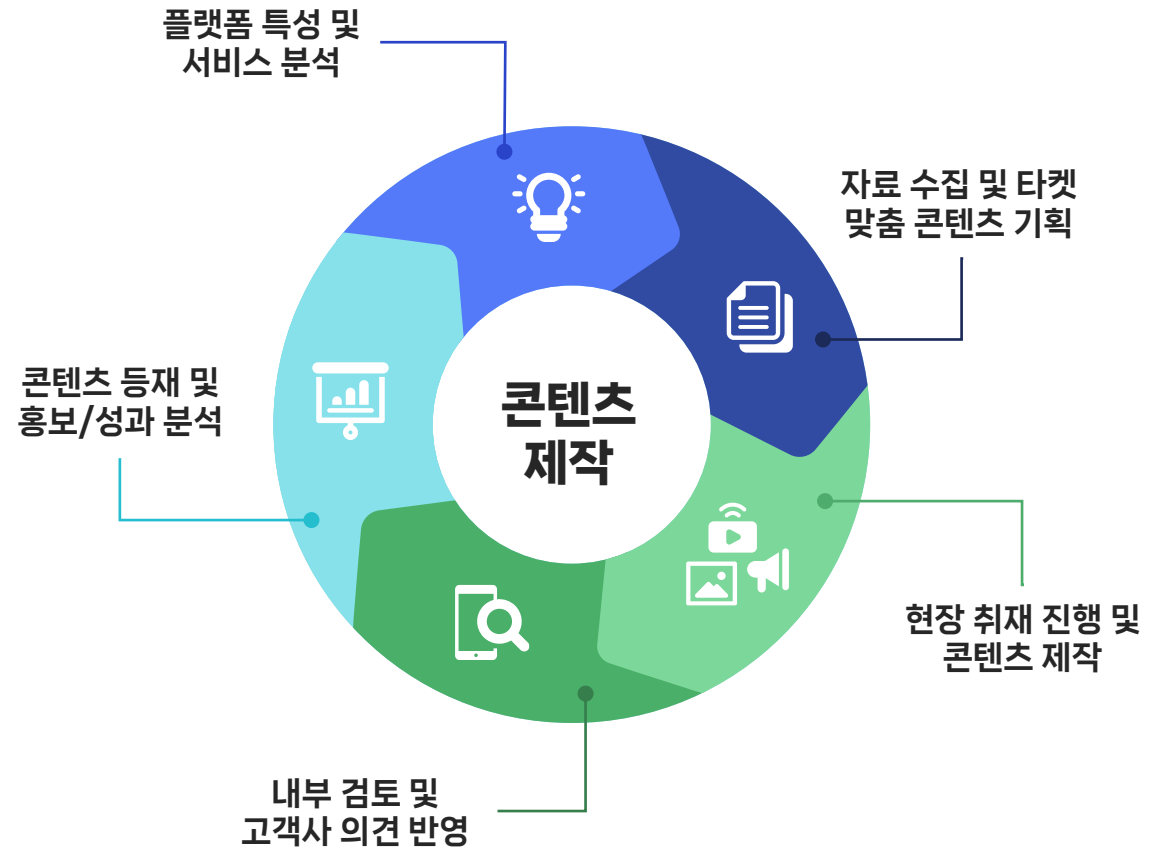 플랫폼 특성 및
서비스 분석
자료 수집 및 타켓
맞춤 콘텐츠 기획
콘텐츠 등재 및
홍보/성과 분석
콘텐츠
제작
현장 취재 진행 및
콘텐츠 제작
내부 검토 및
고객사 의견 반영